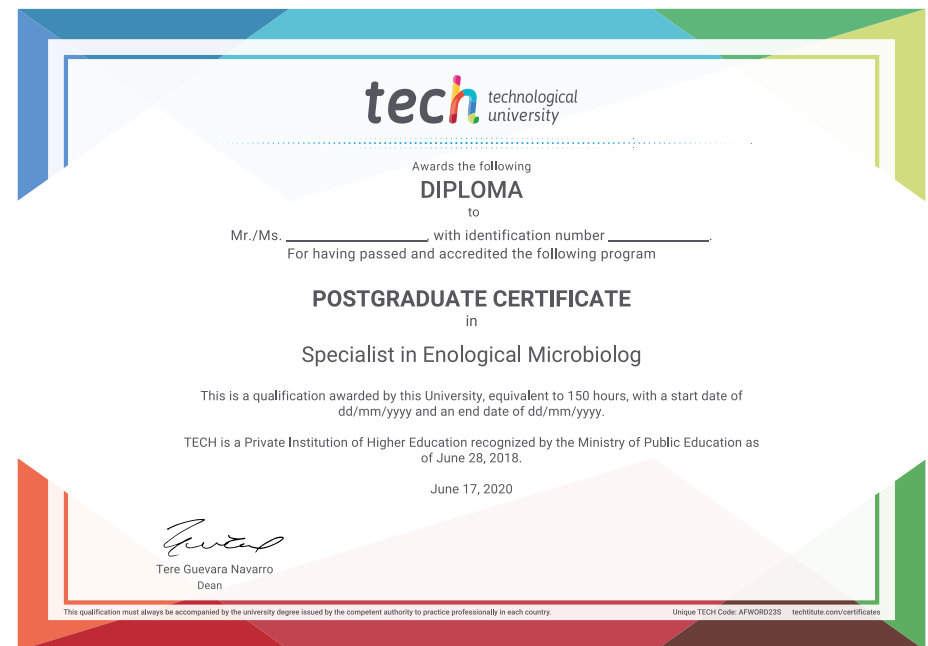 tech technological
university
Awards the following
DIPLOMA
to
Mr./Ms. ____________________, with identification number ______________.
For having passed and accredited the following program
POSTGRADUATE CERTIFICATE
in
Specialist in Enological Microbiolog
This is a qualification awarded by this University, equivalent to 150 hours, with a start date of
dd/mm/yyyy and an end date of dd/mm/yyyy.
TECH is a Private Institution of Higher Education recognized by the Ministry of Public Education as
of June 28, 2018.
June 17, 2020
Tere Guevara Navarro
Dean
This qualification must always be accompanied by the university degree issued by the competent authority to practice professionally in each country. Unique TECH Code: AFWORD23S techtitute.com/certificates